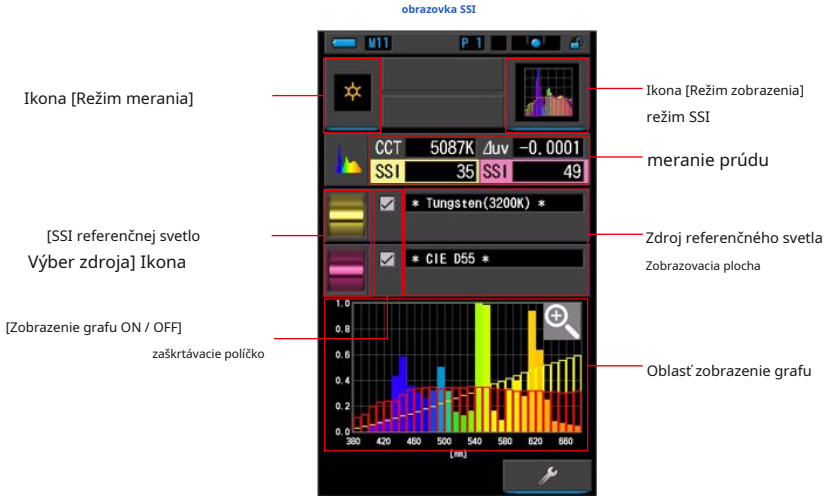 obrazovka SSI
M11 P 1
Ikona [Režim merania]
Ikona [Režim zobrazenia]
režim SSI
CCT 5087K ⊿uv -0.0001
SSI 35 SSI 49
meranie prúdu
* Tungsten(3200K) *
[SSI referenčnej svetlo
Výber zdroja] Ikona
Zdroj referenčného svetla
Zobrazovacia plocha
* CIE D55 *
[Zobrazenie grafu ON / OFF]
zaškrtávacie políčko
1.0
0.8
0.6
0.4
0.2
0.0
380 420 460 500 540 580 620 660
[nm]
Oblasť zobrazenie grafu